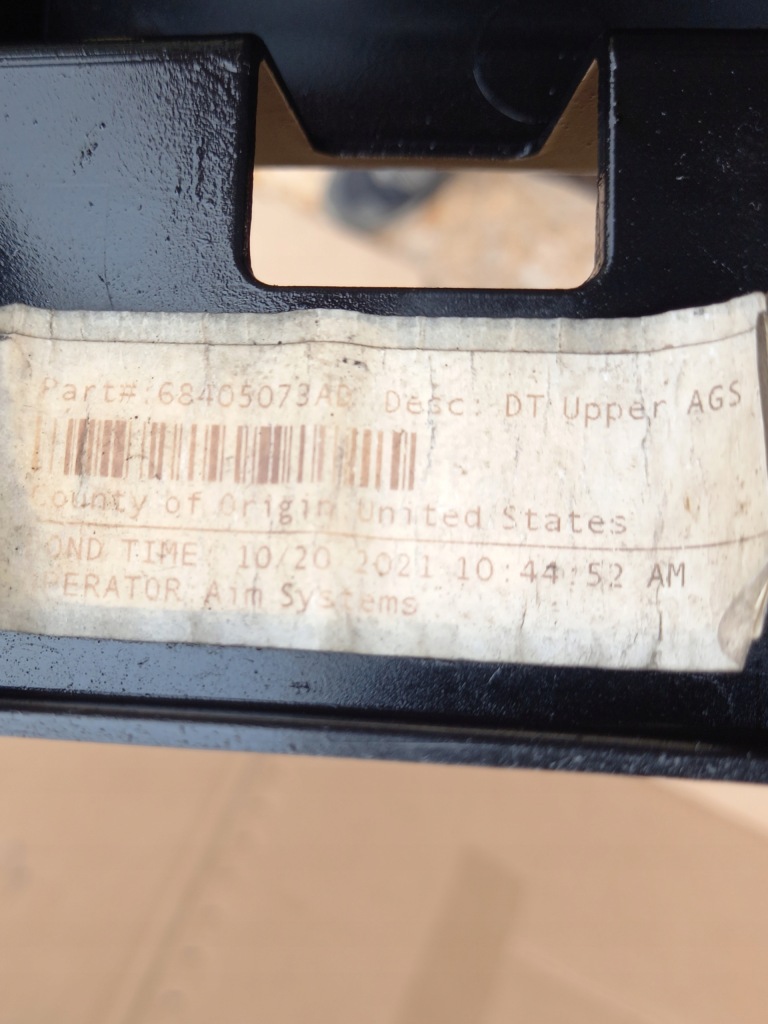 Part#:68405073AD Desc: DT Upper AGS
County of Origin United States
OND TIME 10/20 2021 10:44:52 AM
PERATOR Aim Systems